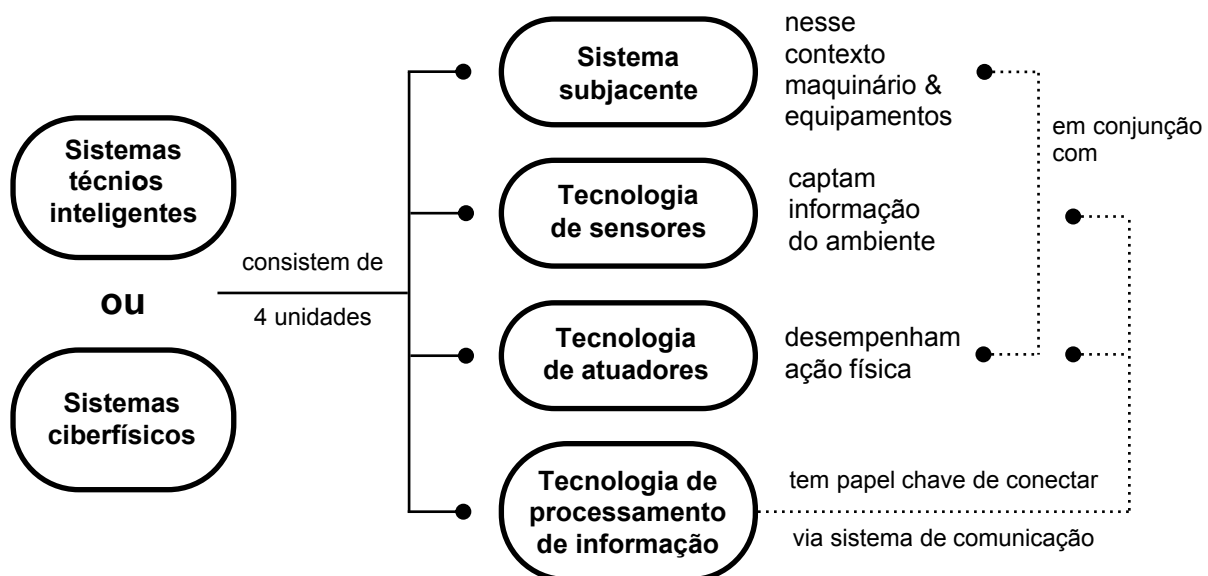 Sistemas
técnios
inteligentes
ou
Sistemas
ciberfísicos
consistem de
4 unidades
Sistema
subjacente
nesse
contexto
maquinário &
equipamentos
em conjunção
com
Tecnologia
de sensores
captam
informação
do ambiente
Tecnologia
de atuadores
desempenham
ação física
Tecnologia de
processamento
de informação
tem papel chave de conectar
via sistema de comunicação